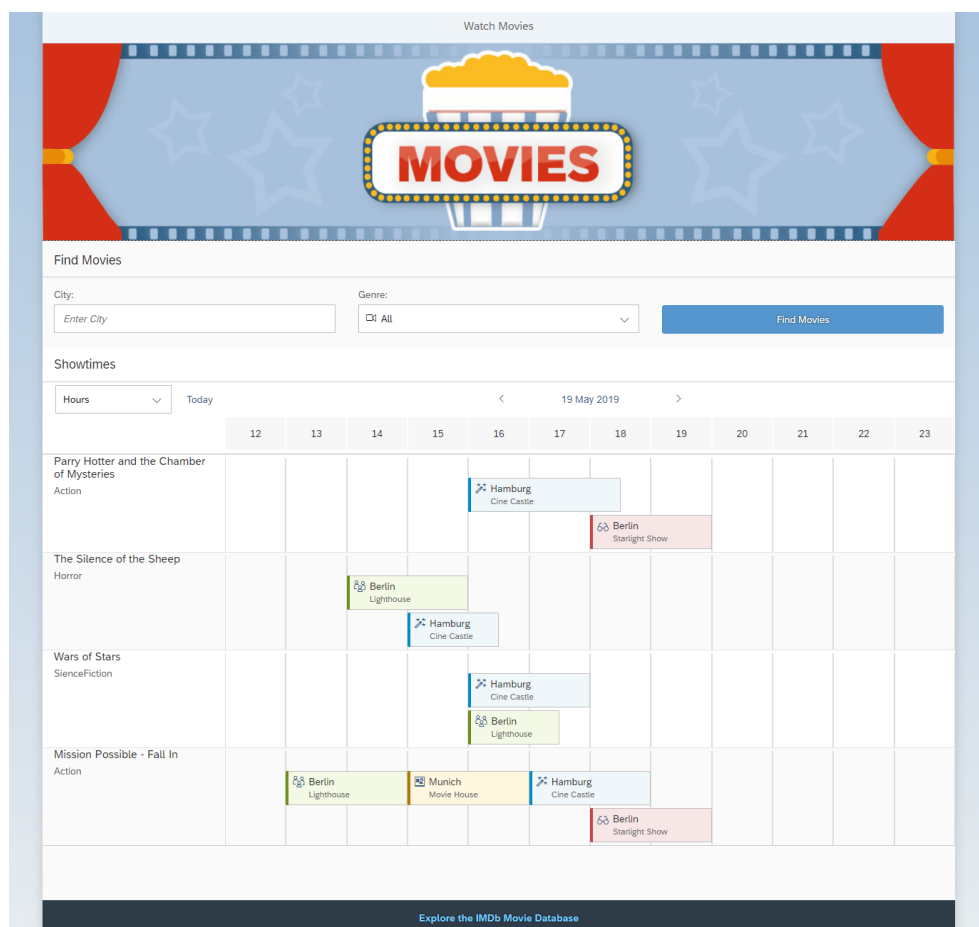 Watch Movies
MOVIES
Find Movies
City:
Genre:
Enter City
All
Find Movies
Showtimes
Hours
Today
19 May 2019
12 13 14 15 16 17 18 19 20 21 22 23
Parry Hotter and the Chamber
of Mysteries
Action
Hamburg
Cine Castle
Berlin
Starlight Show
The Silence of the Sheep
Horror
Berlin
Lighthouse
Hamburg
Cine Castle
Wars of Stars
SienceFiction
Hamburg
Cine Castle
Berlin
Lighthouse
Mission Possible - Fall In
Action
Berlin
Lighthouse
Munich
Movie House
Hamburg
Cine Castle
Berlin
Starlight Show
Explore the IMDb Movie Database